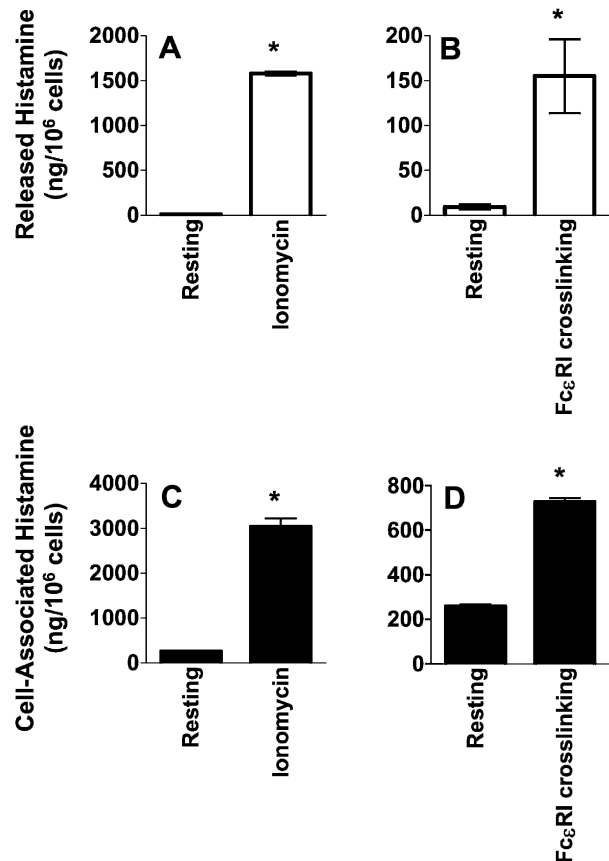 Released Histamine
(ng/10⁶ cells)
A
*
2000
1500
1000
500
0
Resting
Ionomycin
B
*
200
150
100
50
0
Resting
FcεRI crosslinking
Cell-Associated Histamine
(ng/10⁶ cells)
C
*
4000
3000
2000
1000
0
Resting
Ionomycin
D
*
800
600
400
200
0
Resting
FcεRI crosslinking